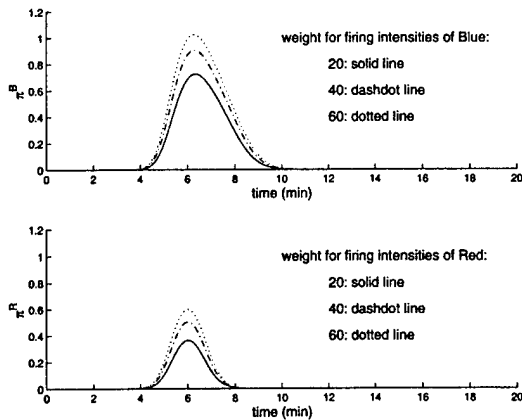 1.2
1
0.8
0.6
0.4
0.2
0
π^B
weight for firing intensities of Blue:
20: solid line
40: dashdot line
60: dotted line
0 2 4 6 8 10 12 14 16 18 20
time (min)
1.2
1
0.8
0.6
0.4
0.2
0
π^R
weight for firing intensities of Red:
20: solid line
40: dashdot line
60: dotted line
0 2 4 6 8 10 12 14 16 18 20
time (min)